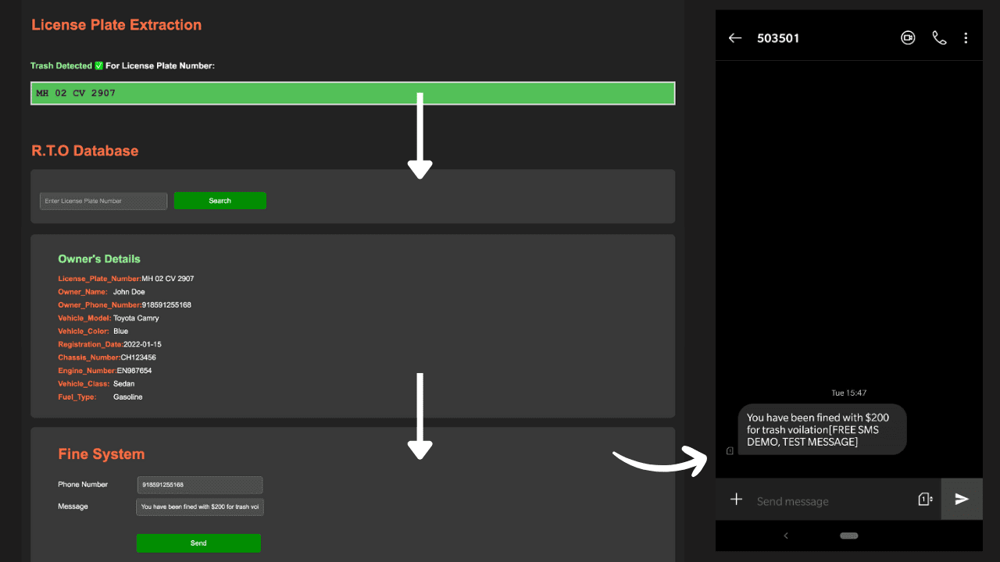 License Plate Extraction
Trash Detected ✅ For License Plate Number:
MH 02 CV 2907
R.T.O Database
Enter License Plate Number
Search
Owner's Details
License_Plate_Number:MH 02 CV 2907
Owner_Name: John Doe
Owner_Phone_Number:918591255168
Vehicle_Model: Toyota Camry
Vehicle_Color: Blue
Registration_Date:2022-01-15
Chassis_Number:CH123456
Engine_Number:EN987654
Vehicle_Class: Sedan
Fuel_Type: Gasoline
Fine System
Phone Number 918591255168
Message You have been fined with $200 for trash voi
Send
503501
Tue 15:47
You have been fined with $200
for trash voilation[FREE SMS
DEMO, TEST MESSAGE]
Send message
1